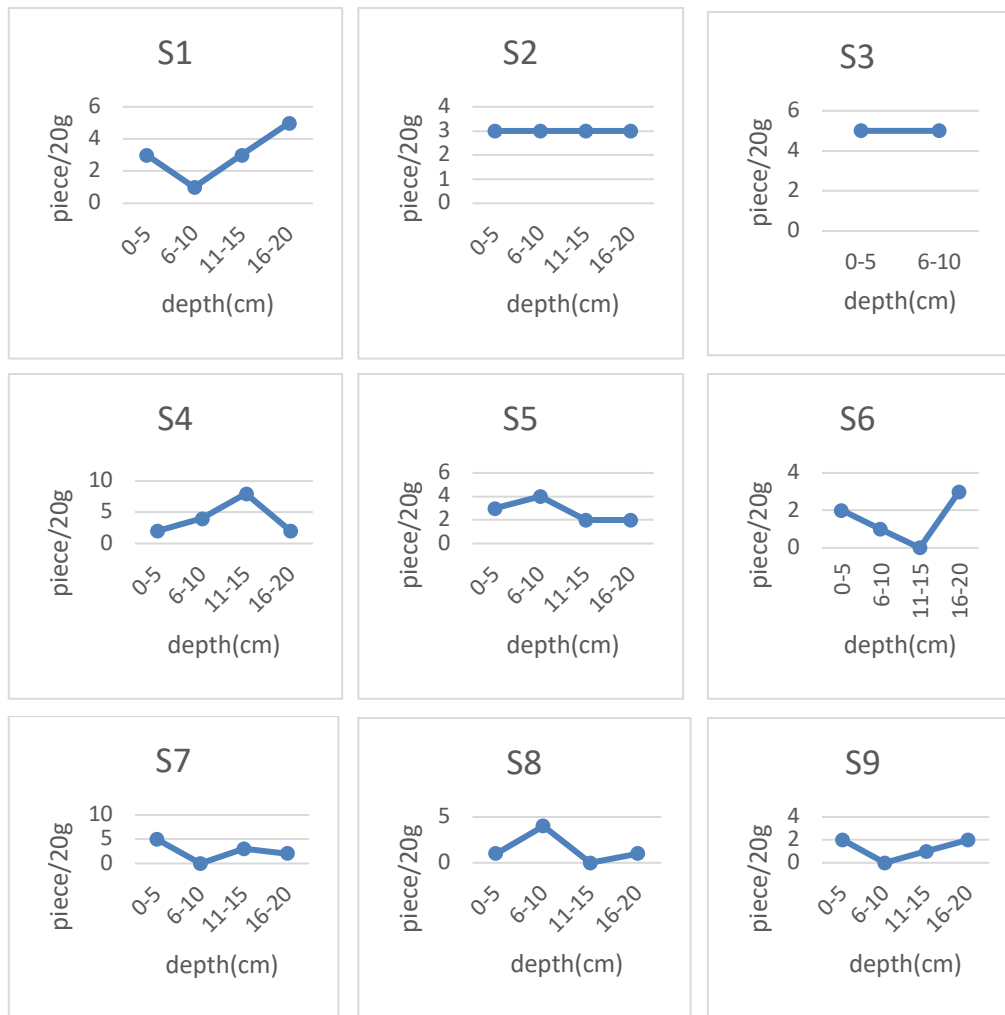 S1
piece/20g
6
4
2
0
0-5
6-10
11-15
16-20
depth(cm)
S2
piece/20g
4
3
2
1
0
0-5
6-10
11-15
16-20
depth(cm)
S3
piece/20g
6
4
2
0
0-5
6-10
depth(cm)
S4
piece/20g
10
5
0
0-5
6-10
11-15
16-20
depth(cm)
S5
piece/20g
6
4
2
0
0-5
6-10
11-15
16-20
depth(cm)
S6
piece/20g
4
2
0
0-5
6-10
11-15
16-20
depth(cm)
S7
piece/20g
10
5
0
0-5
6-10
11-15
16-20
depth(cm)
S8
piece/20g
5
0
0-5
6-10
11-15
16-20
depth(cm)
S9
piece/20g
4
2
0
0-5
6-10
11-15
16-20
depth(cm)